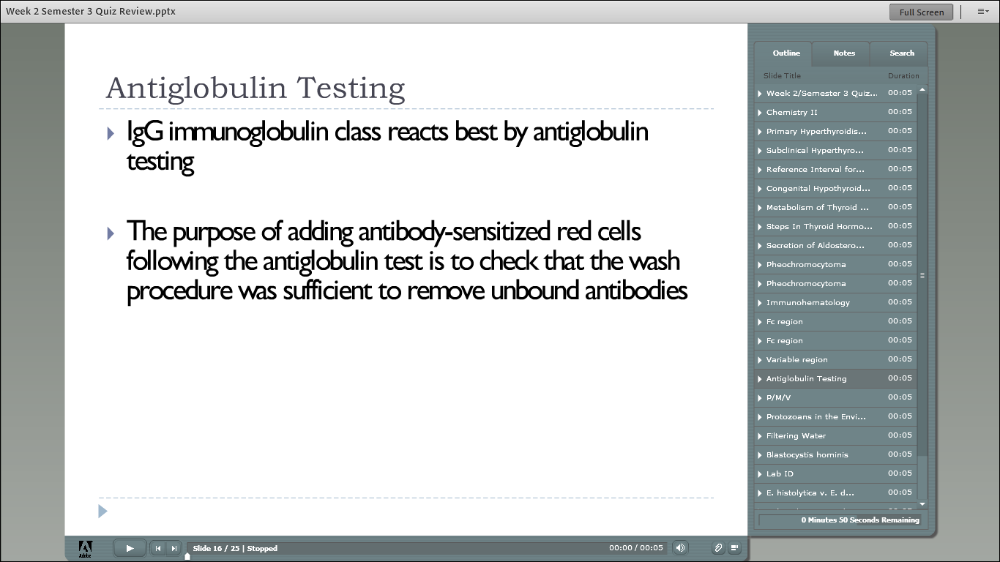 Week 2 Semester 3 Quiz Review.pptx
Full Screen
Antiglobulin Testing
IgG immunoglobulin class reacts best by antiglobulin
testing
The purpose of adding antibody-sensitized red cells
following the antiglobulin test is to check that the wash
procedure was sufficient to remove unbound antibodies
Outline Notes Search
Slide Title Duration
Week 2/Semester 3 Quiz... 00:05
Chemistry II 00:05
Primary Hyperthyroidis... 00:05
Subclinical Hyperthyro... 00:05
Reference Interval for... 00:05
Congenital Hypothyroid... 00:05
Metabolism of Thyroid ... 00:05
Steps In Thyroid Hormo... 00:05
Secretion of Aldostero... 00:05
Pheochromocytoma 00:05
Pheochromocytoma 00:05
Immunohematology 00:05
Fc region 00:05
Fc region 00:05
Variable region 00:05
Antiglobulin Testing 00:05
P/M/V 00:05
Protozoans in the Envi... 00:05
Filtering Water 00:05
Blastocystis hominis 00:05
Lab ID 00:05
E. histolytica v. E. d... 00:05
0 Minutes 50 Seconds Remaining
Adobe
Slide 16 / 25 | Stopped 00:00 / 00:05